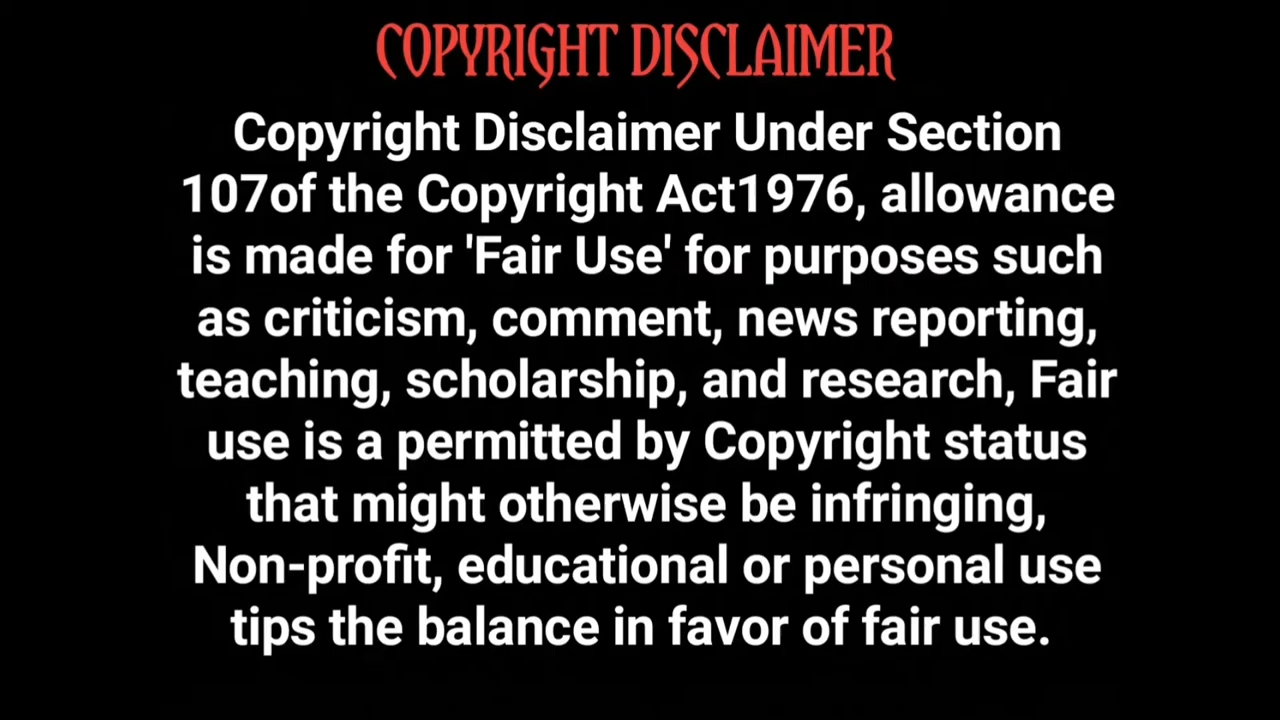 COPYRIGHT DISCLAIMER
Copyright Disclaimer Under Section
107of the Copyright Act1976, allowance
is made for 'Fair Use' for purposes such
as criticism, comment, news reporting,
teaching, scholarship, and research, Fair
use is a permitted by Copyright status
that might otherwise be infringing,
Non-profit, educational or personal use
tips the balance in favor of fair use.